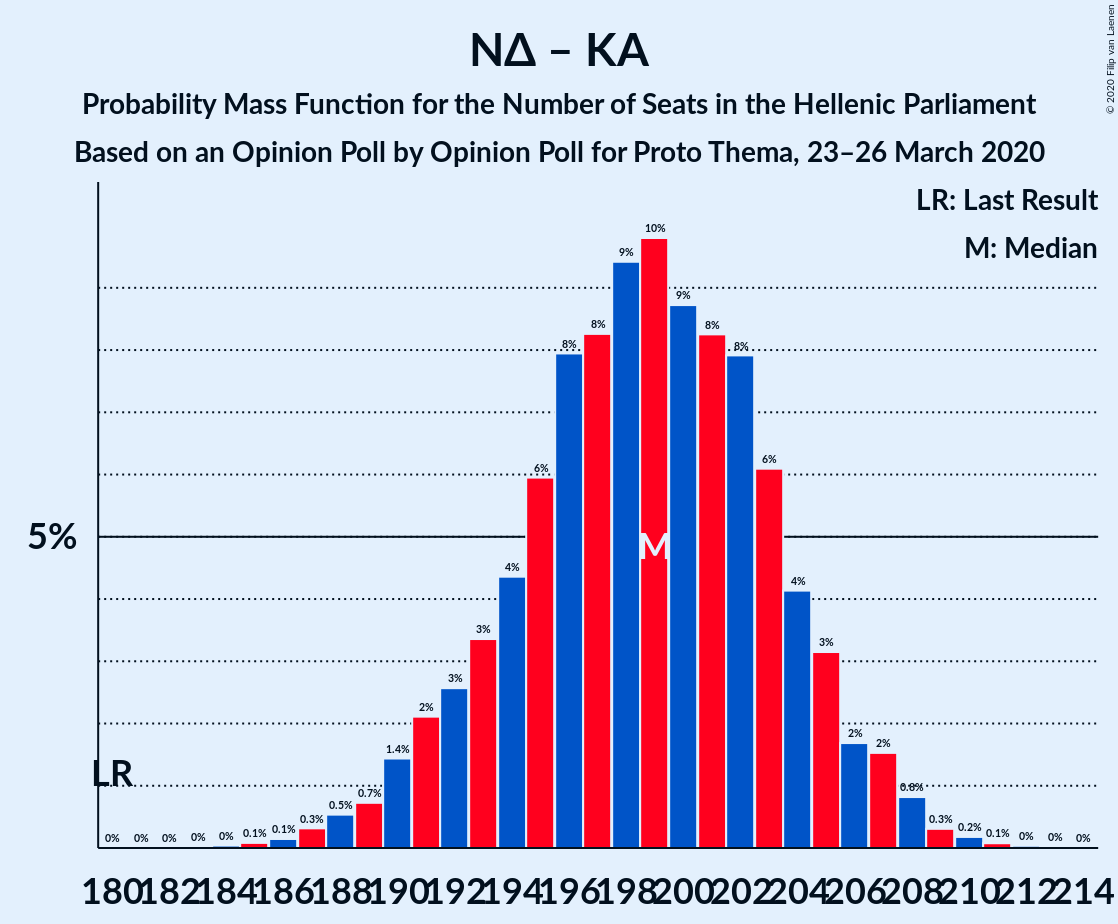 ΝΔ – ΚΑ
Probability Mass Function for the Number of Seats in the Hellenic Parliament
Based on an Opinion Poll by Opinion Poll for Proto Thema, 23–26 March 2020
© 2020 Filip van Laenen
LR: Last Result
M: Median
10%
9%
9%
8%
8%
8%
8%
6%
6%
5%
M
4%
4%
3%
3%
3%
2%
2%
2%
1.4%
LR
0% 0% 0% 0% 0% 0.1% 0.1% 0.3% 0.5% 0.7%
0.8% 0.3% 0.2% 0.1% 0% 0% 0%
180 182 184 186 188 190 192 194 196 198 200 202 204 206 208 210 212 214